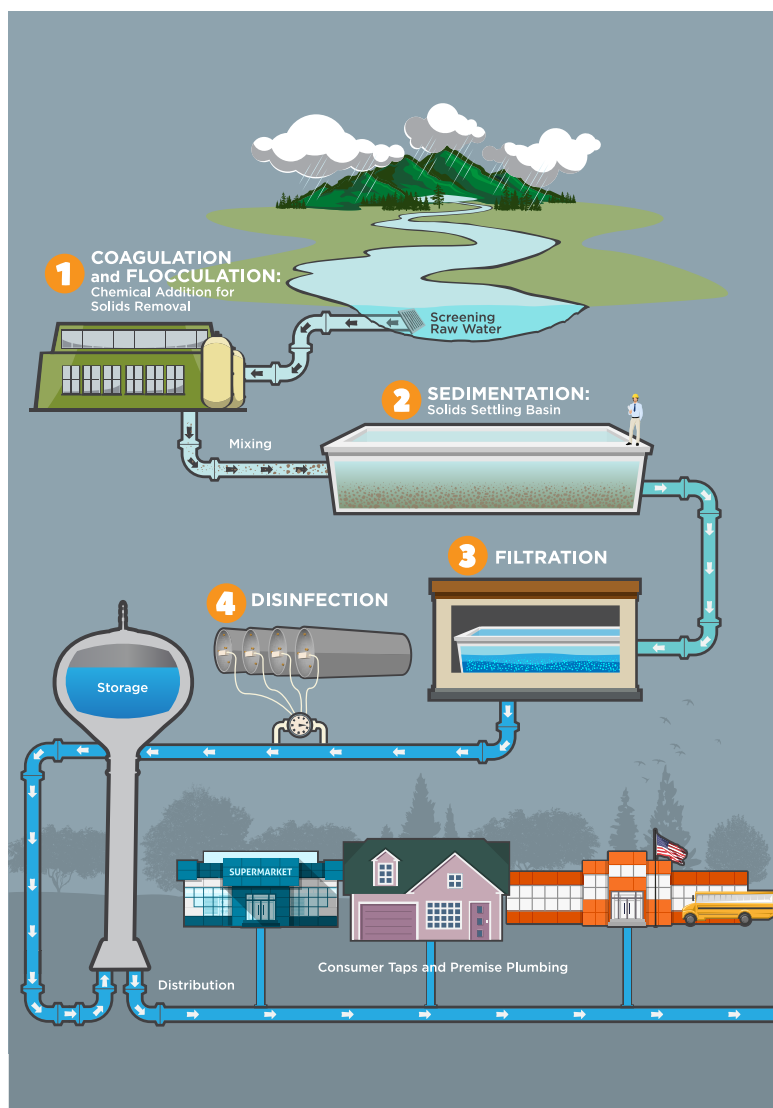 1
COAGULATION
and FLOCCULATION:
Chemical Addition for
Solids Removal
Screening
Raw Water
2
SEDIMENTATION:
Solids Settling Basin
Mixing
3
FILTRATION
4
DISINFECTION
Storage
SUPERMARKET
Consumer Taps and Premise Plumbing
Distribution